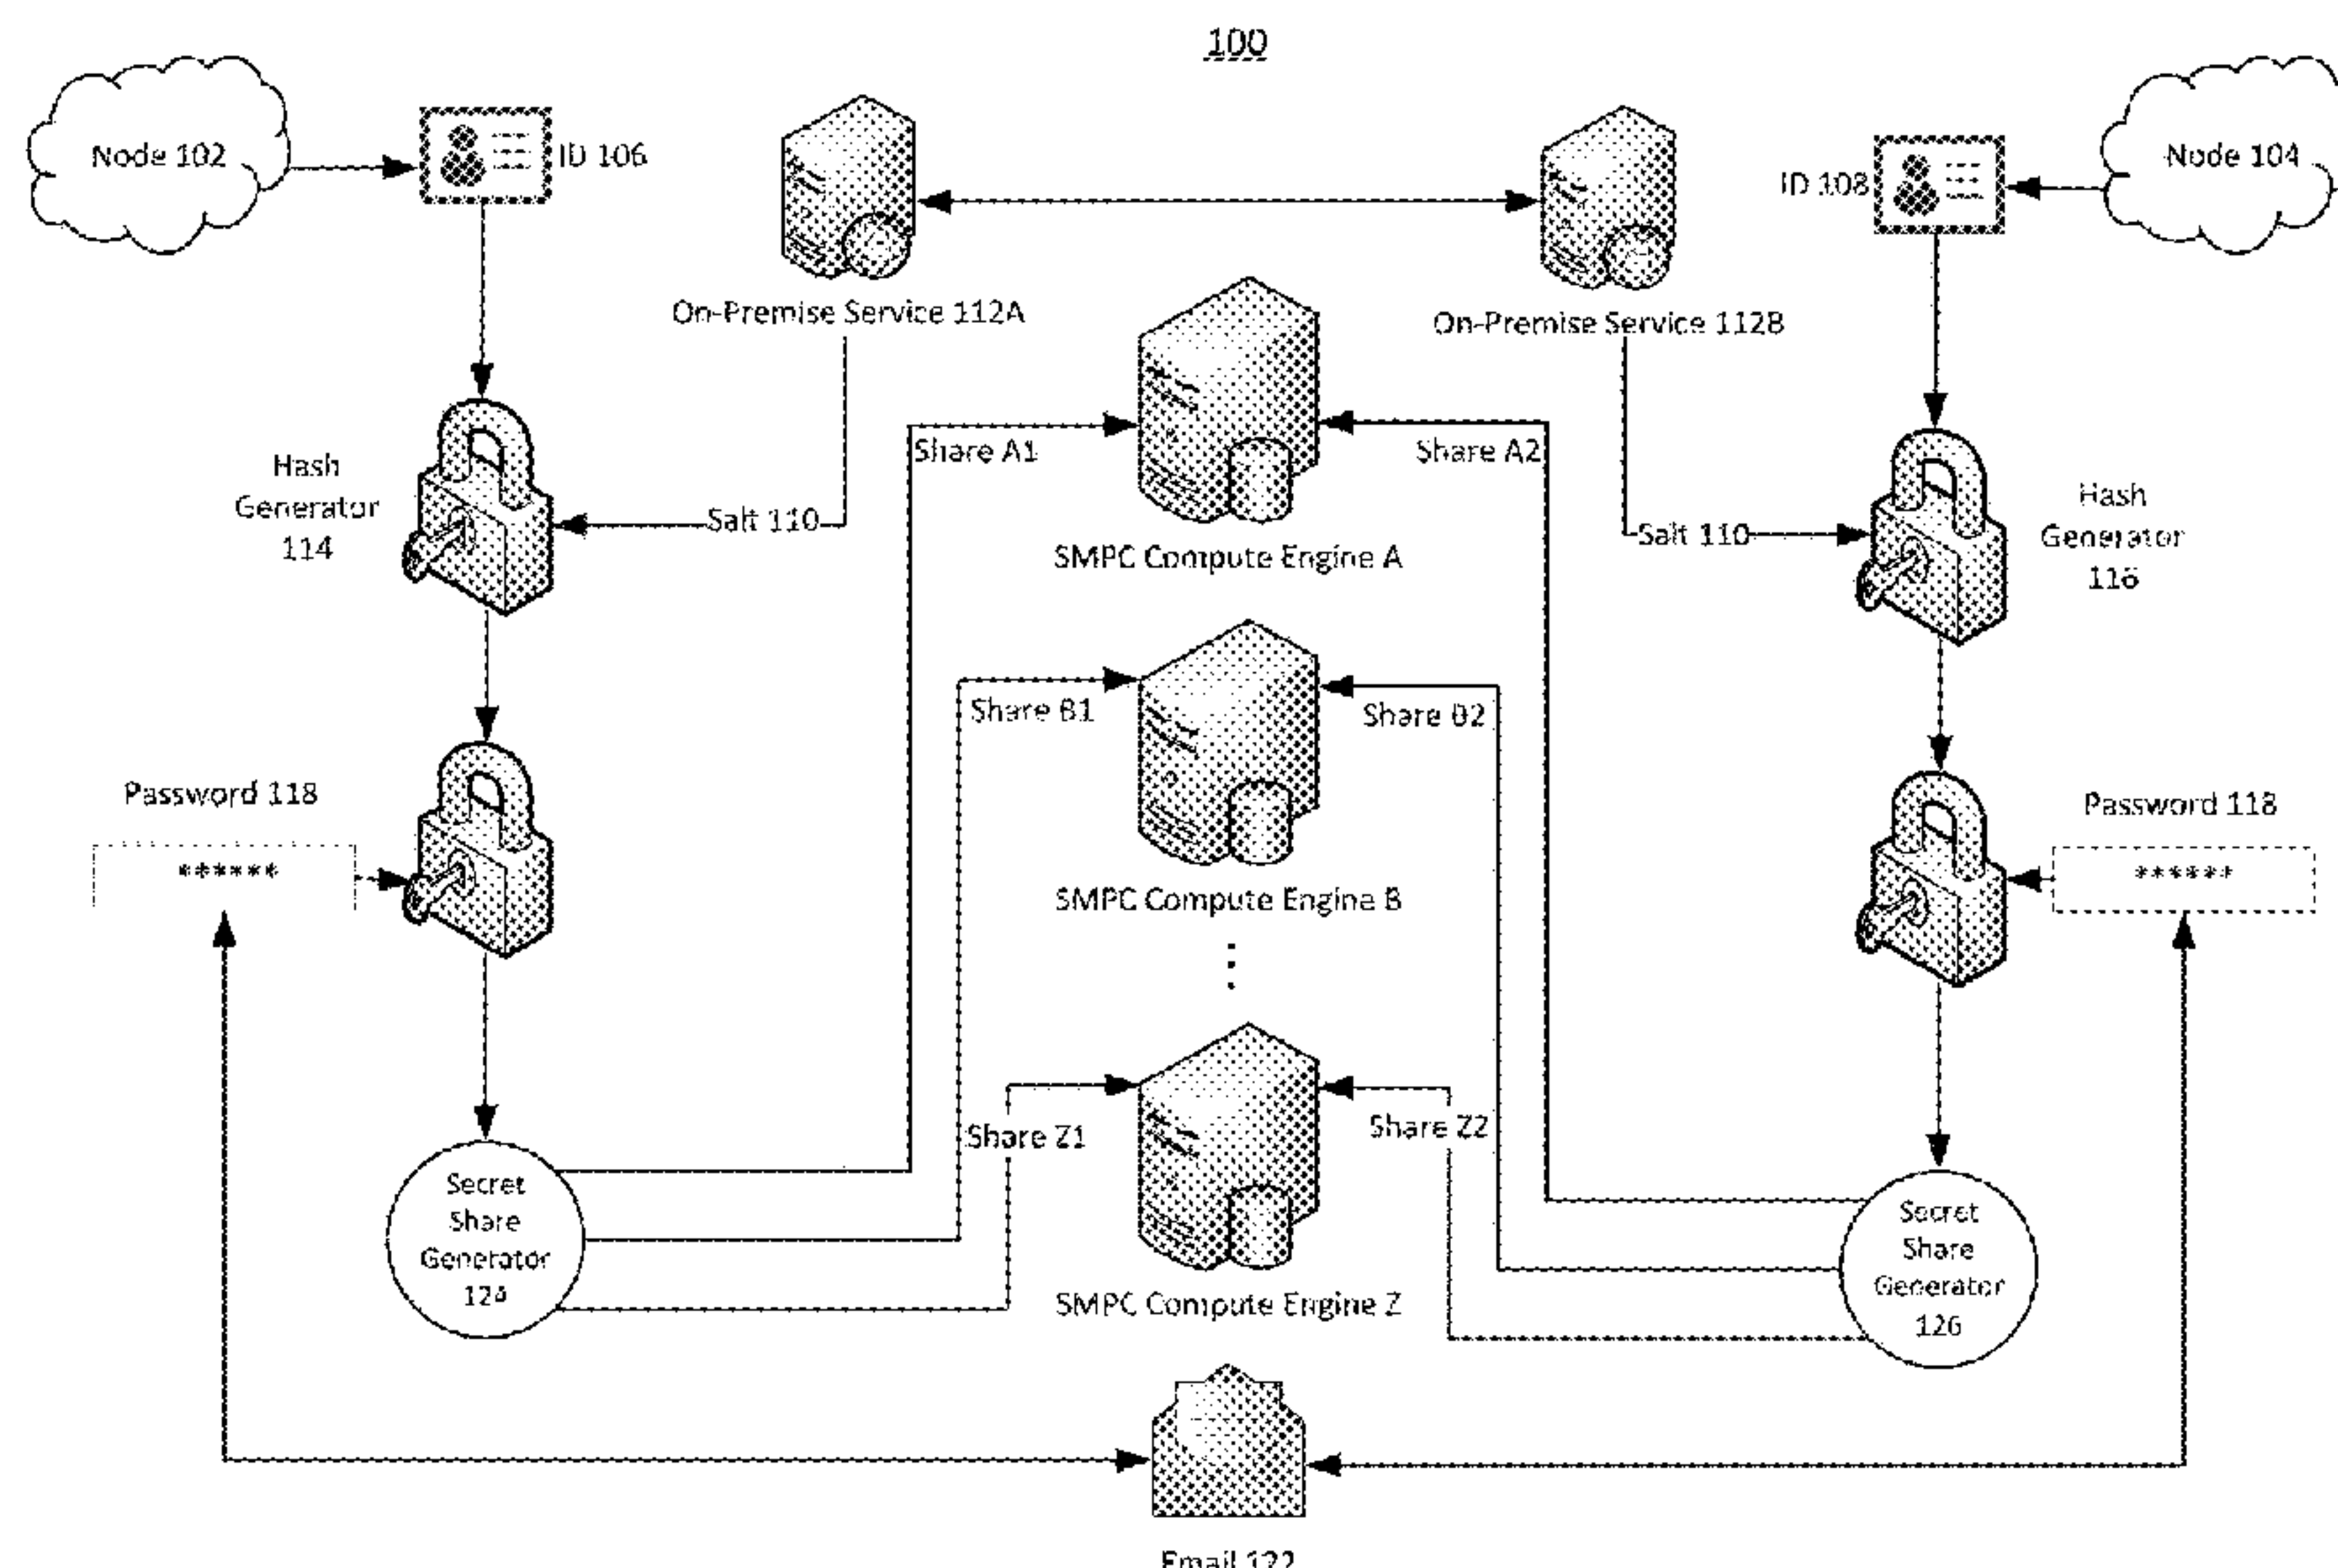 100
Node 102
ID 106
ID 108
Node 104
On-Premise Service 112A
On-Premise Service 112B
Share A1
Share A2
Hash
Generator
114
Salt 110
Salt 110
Hash
Generator
116
SMPC Compute Engine A
Share B1
Share B2
Password 118
******
Password 118
******
SMPC Compute Engine B
Share Z1
Share Z2
Secret
Share
Generator
124
Secret
Share
Generator
126
SMPC Compute Engine Z
Email 122